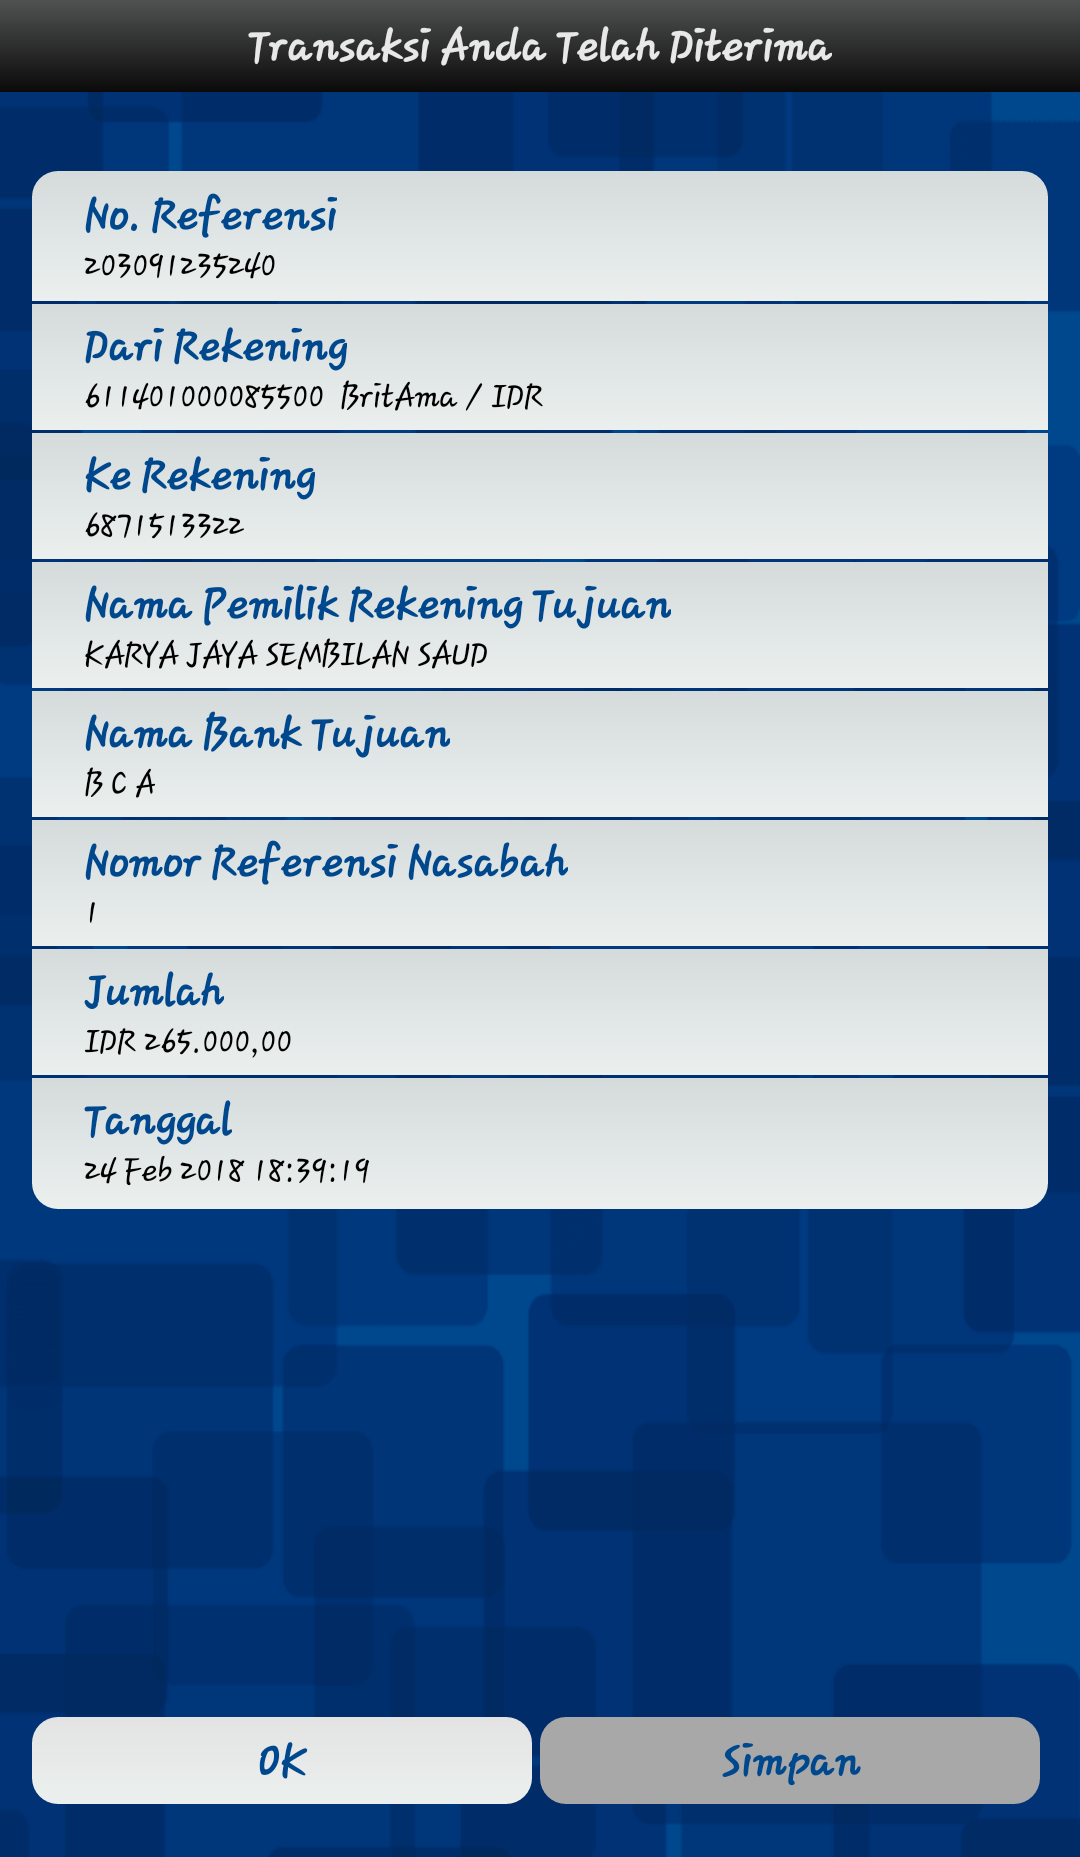 Transaksi Anda Telah Diterima
No. Referensi
203091235240
Dari Rekening
611401000085500 BritAma / IDR
Ke Rekening
6871513322
Nama Pemilik Rekening Tujuan
KARYA JAYA SEMBILAN SAUD
Nama Bank Tujuan
B C A
Nomor Referensi Nasabah
1
Jumlah
IDR 265.000,00
Tanggal
24 Feb 2018 18:39:19
OK
Simpan